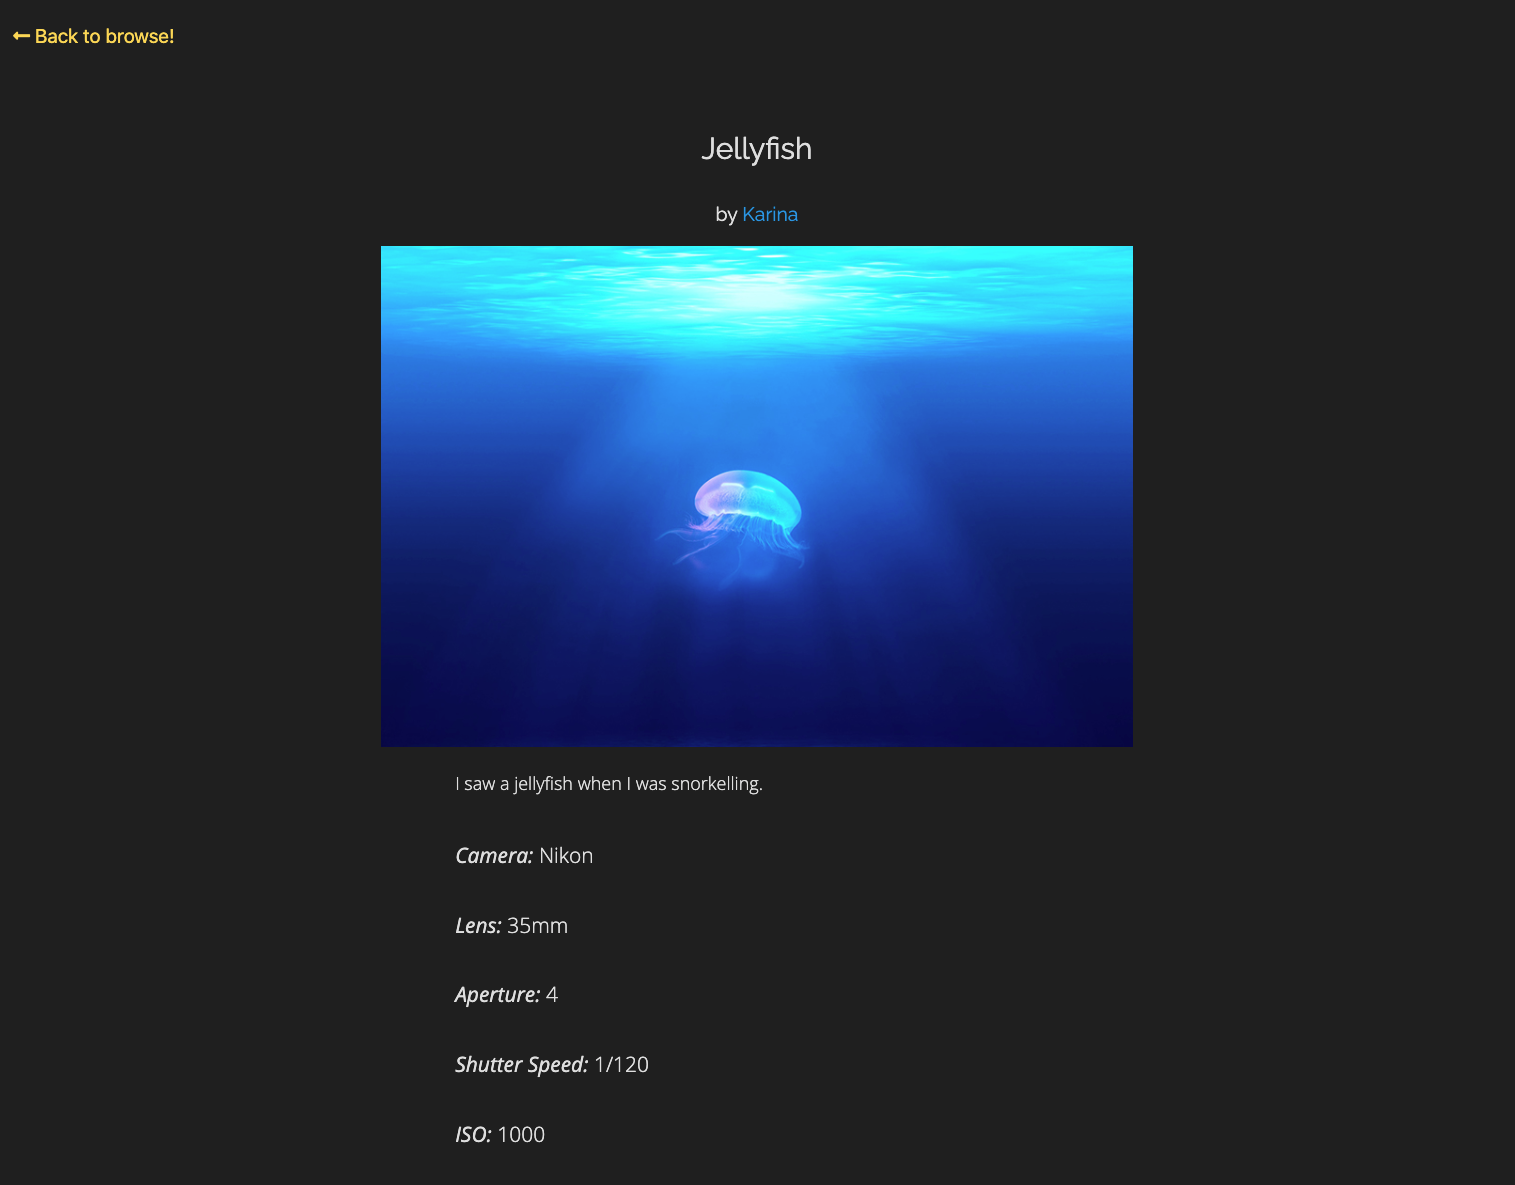 Back to browse!
Jellyfish
by Karina
I saw a jellyfish when I was snorkelling.
Camera: Nikon
Lens: 35mm
Aperture: 4
Shutter Speed: 1/120
ISO: 1000